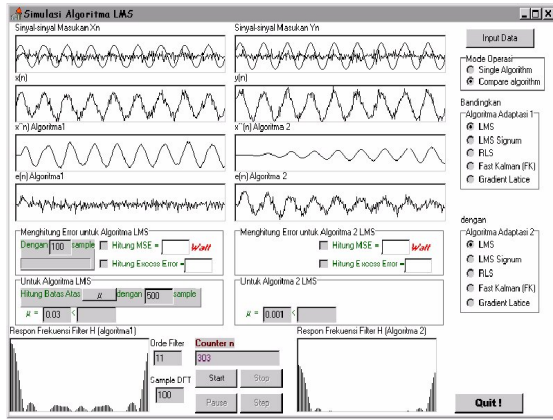 Simulasi Algoritma LMS
Sinyal-sinyal Masukan Xn
Sinyal-sinyal Masukan Yn
x(n)
y(n)
x^(n) Algoritma1
x^(n) Algoritma 2
e(n) Algoritma1
e(n) Algoritma 2
Input Data
Mode Operasi
Single Algorithm
Compare algorithm
Bandingkan
Algoritma Adaptasi 1
LMS
LMS Signum
RLS
Fast Kalman (FK)
Gradient Latice
dengan
Algoritma Adaptasi 2
LMS
LMS Signum
RLS
Fast Kalman (FK)
Gradient Latice
Menghitung Error untuk Algoritma LMS
Dengan 100 sample
Hitung MSE = Watt
Hitung Excess Error =
Menghitung Error untuk Algoritma 2 LMS
Hitung MSE = Watt
Hitung Excess Error =
Untuk Algoritma LMS
Hitung Batas Atas μ dengan 500 sample
μ = 0.03 <
Untuk Algoritma 2 LMS
μ = 0.001 <
Respon Frekuensi Filter H (algoritma1)
Orde Filter
11
Sample DFT
100
Counter n
303
Start
Stop
Pause
Step
Respon Frekuensi Filter H (Algoritma 2)
Quit !